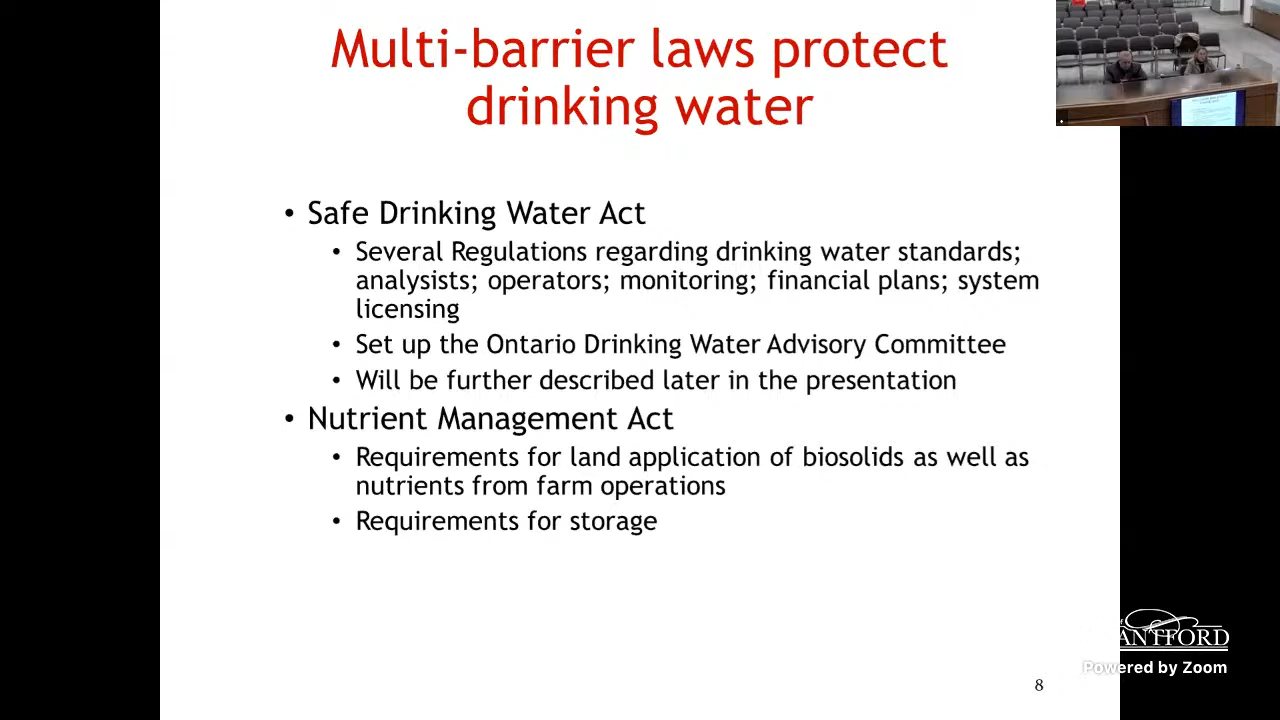 Multi-barrier laws protect
drinking water
• Safe Drinking Water Act
• Several Regulations regarding drinking water standards;
analysists; operators; monitoring; financial plans; system
licensing
• Set up the Ontario Drinking Water Advisory Committee
• Will be further described later in the presentation
• Nutrient Management Act
• Requirements for land application of biosolids as well as
nutrients from farm operations
• Requirements for storage
ANTFORD
Powered by Zoom
8